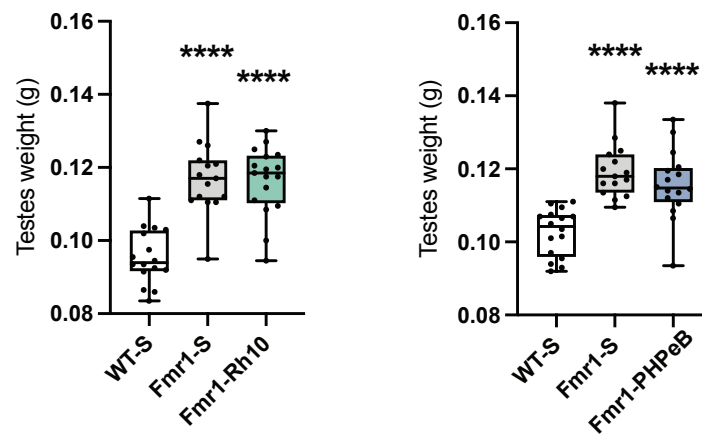 Testes weight (g)
0.16
0.14
0.12
0.10
0.08
****
****
WT-S
Fmr1-S
Fmr1-Rh10
Testes weight (g)
0.16
0.14
0.12
0.10
0.08
****
****
WT-S
Fmr1-S
Fmr1-PHPeB